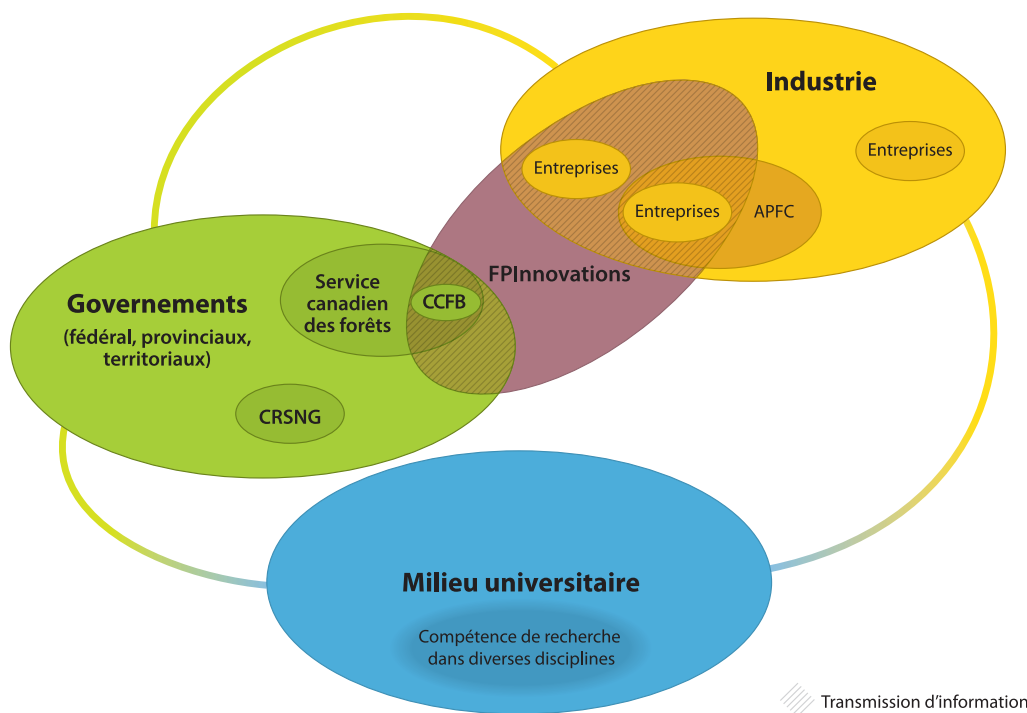 Industrie
Entreprises
Entreprises
Entreprises
APFC
FPInnovations
Service
canadien
des forêts
CCFB
Governements
(fédéral, provinciaux,
territoriaux)
CRSNG
Milieu universitaire
Compétence de recherche
dans diverses disciplines
Transmission d'information